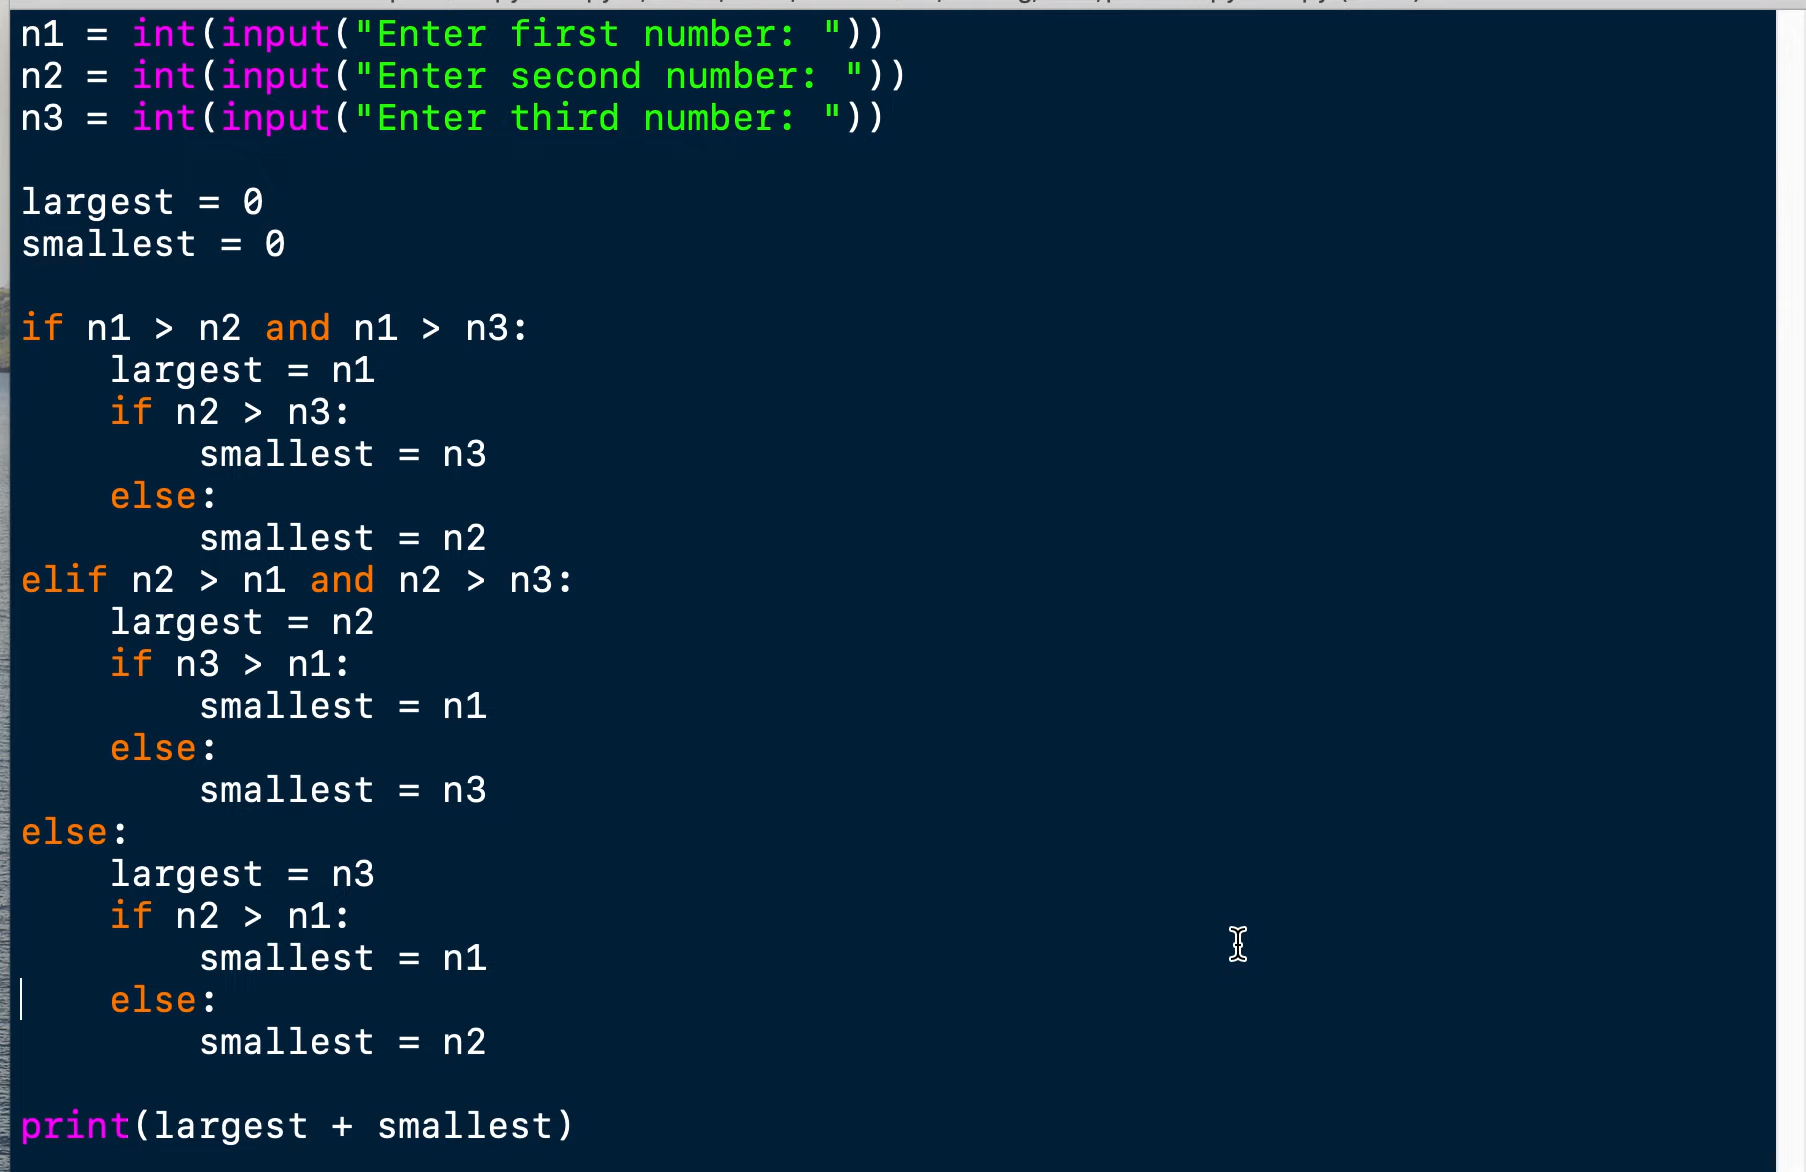 n1 = int(input("Enter first number: "))
n2 = int(input("Enter second number: "))
n3 = int(input("Enter third number: "))

largest = 0
smallest = 0

if n1 > n2 and n1 > n3:
    largest = n1
    if n2 > n3:
        smallest = n3
    else:
        smallest = n2
elif n2 > n1 and n2 > n3:
    largest = n2
    if n3 > n1:
        smallest = n1
    else:
        smallest = n3
else:
    largest = n3
    if n2 > n1:
        smallest = n1
    else:
        smallest = n2

print(largest + smallest)